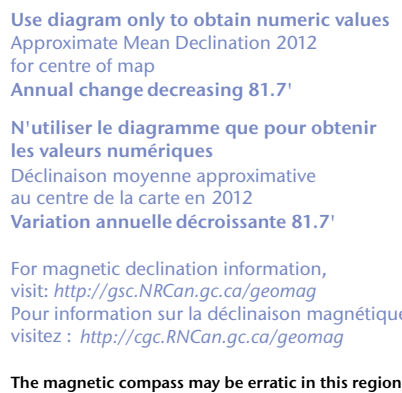 Use diagram only to obtain numeric values
Approximate Mean Declination 2012
for centre of map
Annual change decreasing 81.7'
N'utiliser le diagramme que pour obtenir
les valeurs numériques
Déclinaison moyenne approximative
au centre de la carte en 2012
Variation annuelle décroissante 81.7'
For magnetic declination information,
visit: http://gsc.NRCan.gc.ca/geomag
Pour information sur la déclinaison magnétique
visitez : http://cgc.RNCan.gc.ca/geomag
The magnetic compass may be erratic in this region